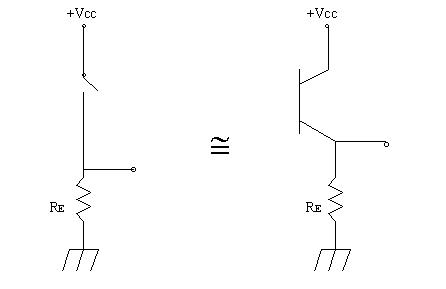 +Vcc +Vcc
≅
RE RE